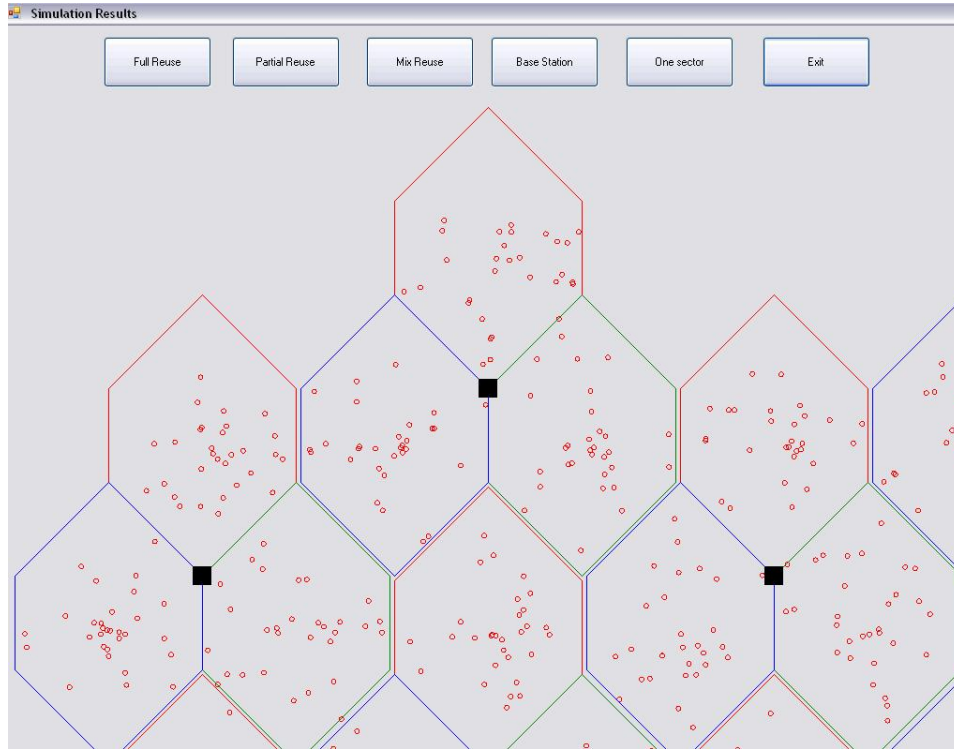 Simulation Results
Full Reuse Partial Reuse Mix Reuse Base Station One sector Exit